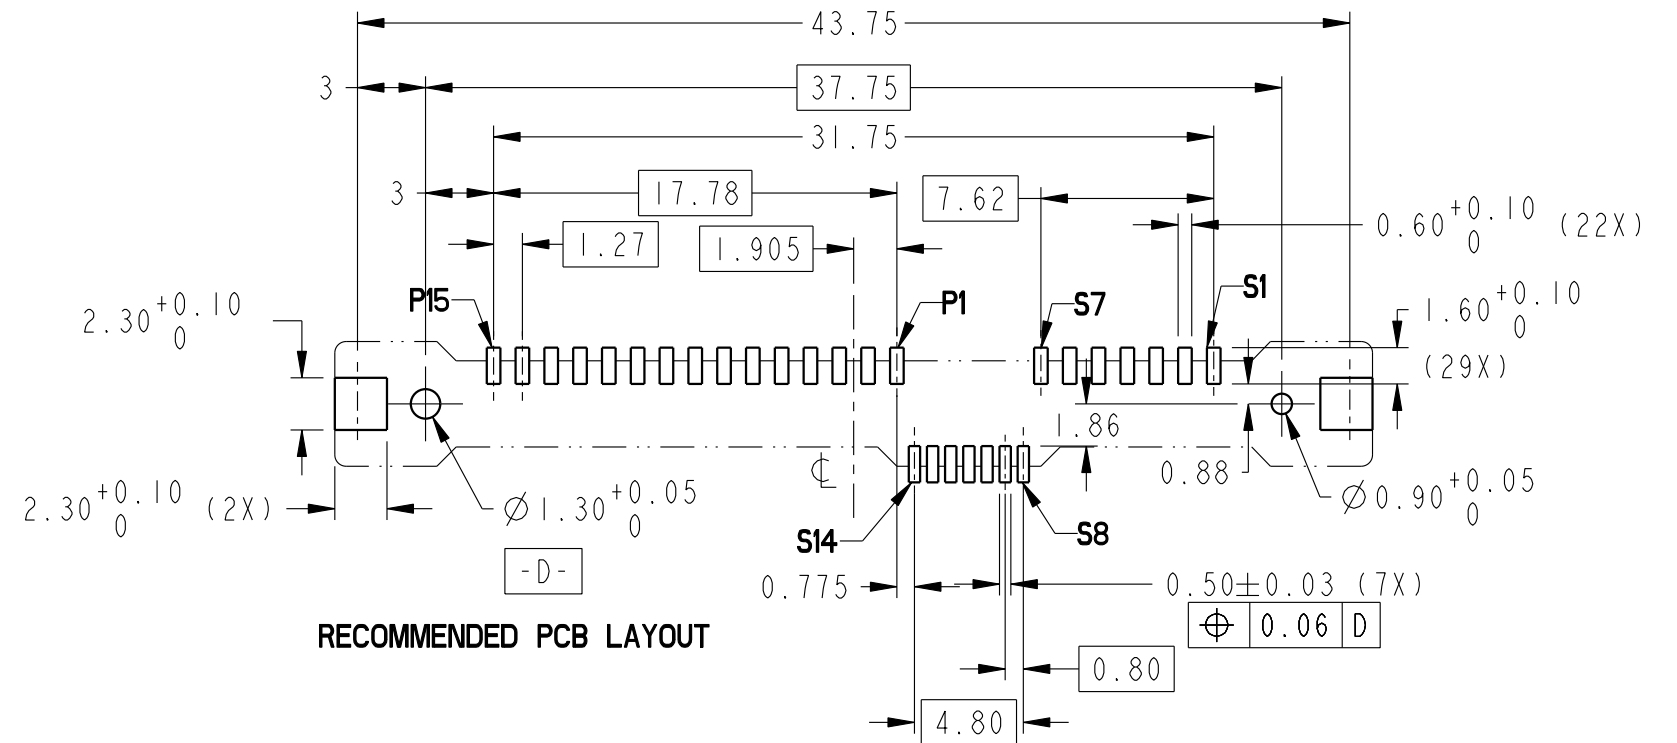 43.75
3
37.75
31.75
3
17.78
7.62
0.60 +0.10 0 (22X)
1.27
1.905
P15
P1
S7
S1
2.30 +0.10 0
1.60 +0.10 0
(29X)
1.86
0.88
℄
2.30 +0.10 0 (2X)
Ø1.30 +0.05 0
Ø0.90 +0.05 0
S14
S8
-D-
0.775
0.50±0.03 (7X)
⌖ 0.06 D
RECOMMENDED PCB LAYOUT
0.80
4.80